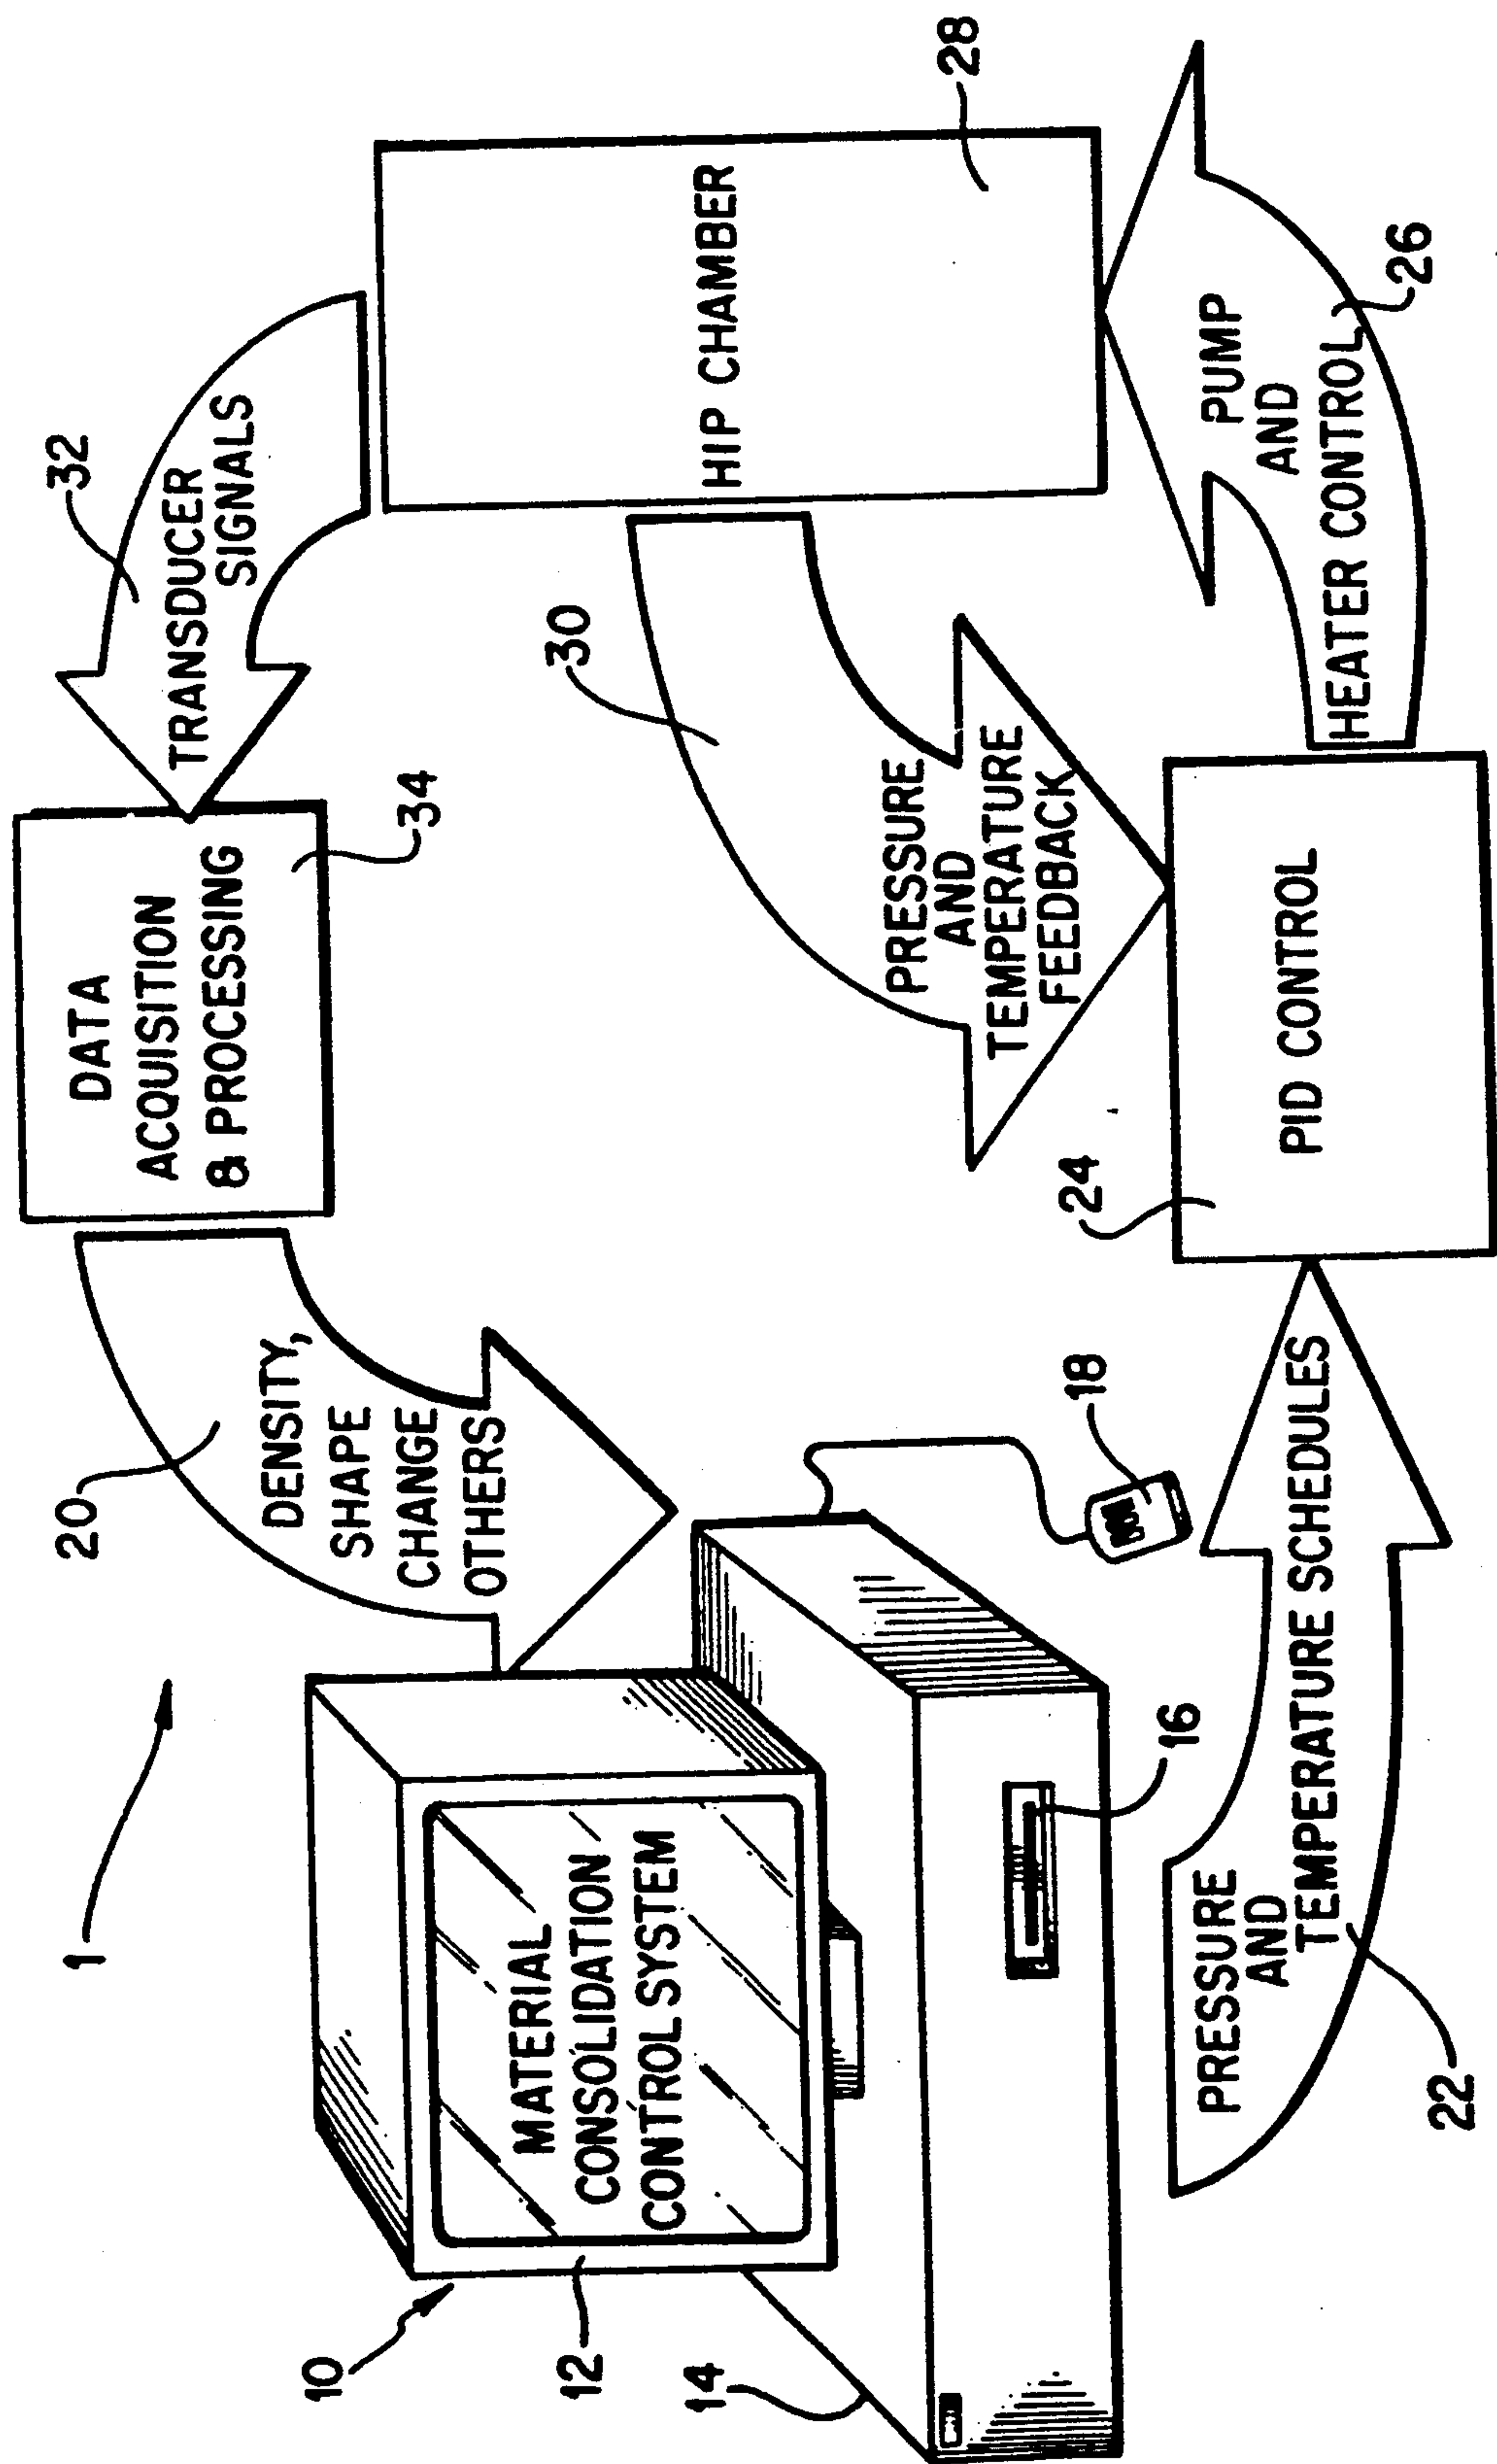 1
20
DENSITY,
SHAPE
CHANGE
OTHERS
DATA
ACQUISITION
& PROCESSING
34
32
TRANSDUCER
SIGNALS
10
12
14
MATERIAL
CONSOLIDATION
CONTROL SYSTEM
16
18
30
PRESSURE
AND
TEMPERATURE
FEEDBACK
HIP CHAMBER
28
22
PRESSURE
AND
TEMPERATURE SCHEDULES
24
PID CONTROL
PUMP
AND
HEATER CONTROL
26